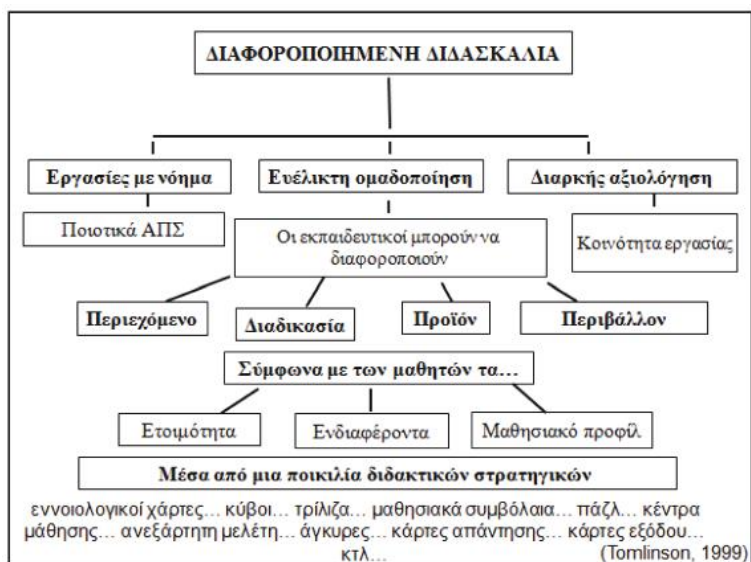 ΔΙΑΦΟΡΟΠΟΙΗΜΕΝΗ ΔΙΔΑΣΚΑΛΙΑ
Εργασίες με νόημα
Ευέλικτη ομαδοποίηση
Διαρκής αξιολόγηση
Ποιοτικά ΑΠΣ
Οι εκπαιδευτικοί μπορούν να
διαφοροποιούν
Κοινότητα εργασίας
Περιεχόμενο
Διαδικασία
Προϊόν
Περιβάλλον
Σύμφωνα με των μαθητών τα…
Ετοιμότητα
Ενδιαφέροντα
Μαθησιακό προφίλ
Μέσα από μια ποικιλία διδακτικών στρατηγικών
εννοιολογικοί χάρτες… κύβοι… τρίλιζα… μαθησιακά συμβόλαια… πάζλ… κέντρα
μάθησης… ανεξάρτητη μελέτη… άγκυρες… κάρτες απάντησης… κάρτες εξόδου…
κτλ…
(Tomlinson, 1999)